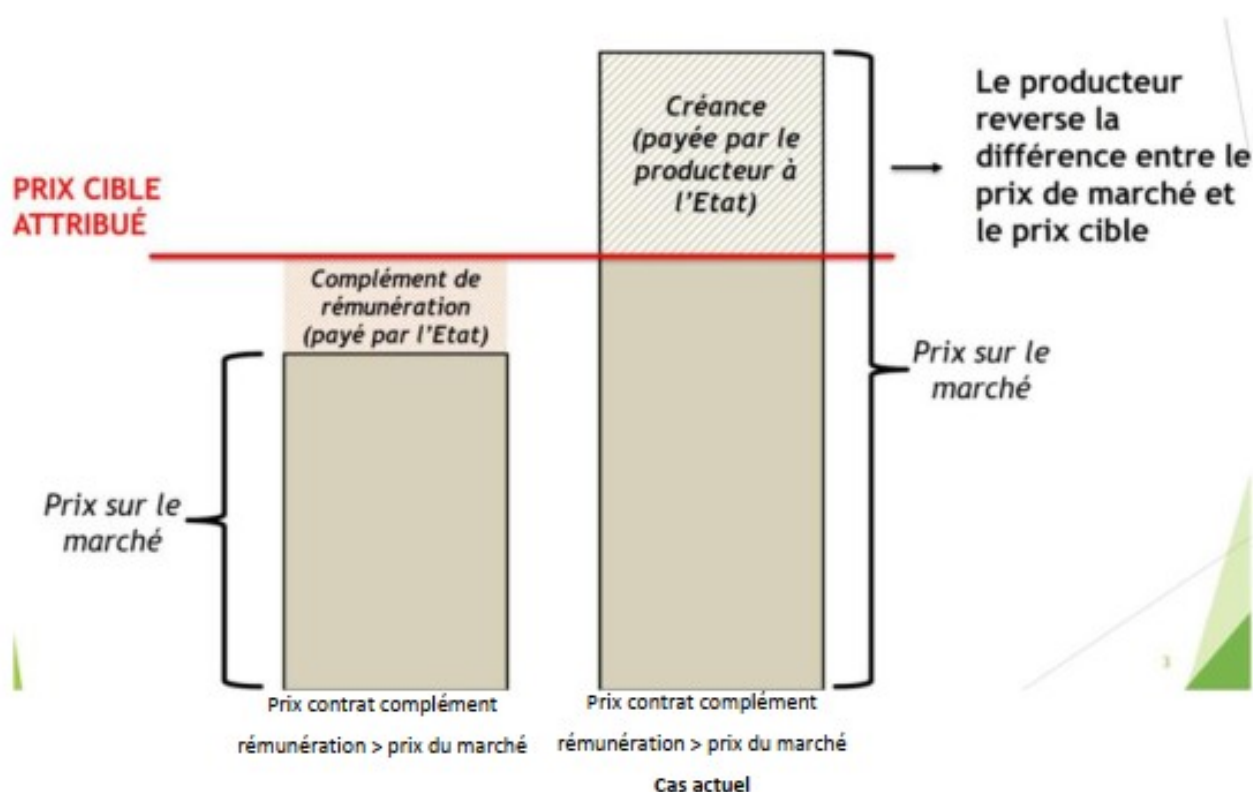 PRIX CIBLE
ATTRIBUÉ
Complément de
rémunération
(payé par l'Etat)
Créance
(payée par le
producteur à
l'Etat)
Le producteur
reverse la
différence entre le
prix de marché et
le prix cible
Prix sur le
marché
Prix sur le
marché
3
Prix contrat complément
rémunération > prix du marché
Prix contrat complément
rémunération > prix du marché
Cas actuel